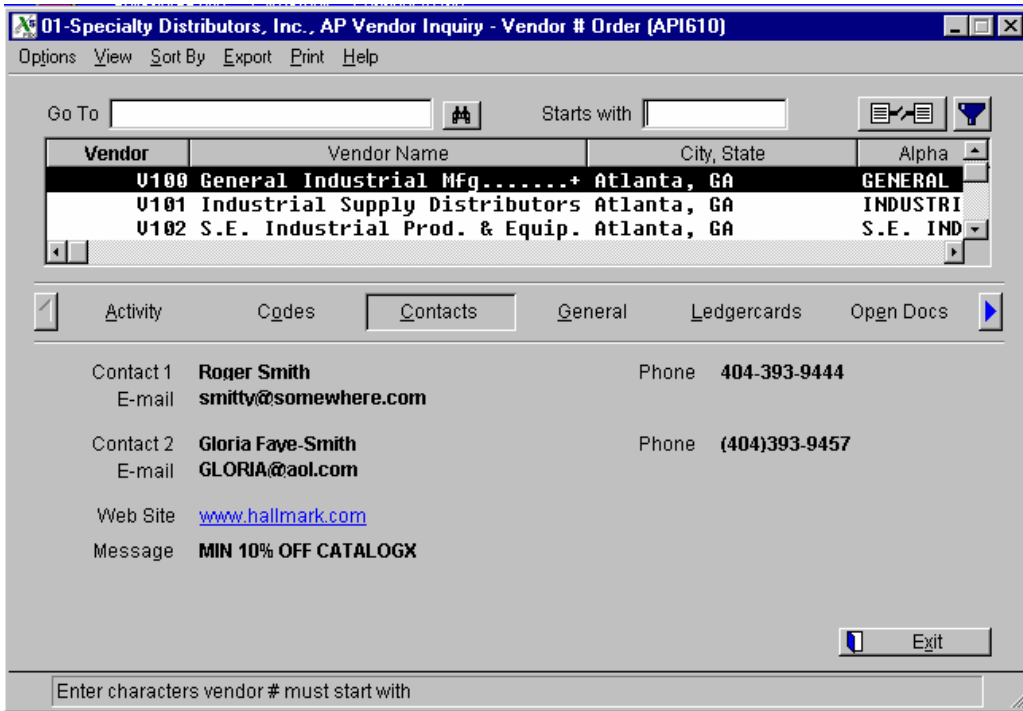 01-Specialty Distributors, Inc., AP Vendor Inquiry - Vendor # Order (API610)
Options View Sort By Export Print Help
Go To Starts with
Vendor Vendor Name City, State Alpha
V100 General Industrial Mfg.......+ Atlanta, GA GENERAL
V101 Industrial Supply Distributors Atlanta, GA INDUSTRI
V102 S.E. Industrial Prod. & Equip. Atlanta, GA S.E. IND
Activity Codes Contacts General Ledgercards Open Docs
Contact 1 Roger Smith Phone 404-393-9444
E-mail smitty@somewhere.com
Contact 2 Gloria Faye-Smith Phone (404)393-9457
E-mail GLORIA@aol.com
Web Site www.hallmark.com
Message MIN 10% OFF CATALOGX
Exit
Enter characters vendor # must start with